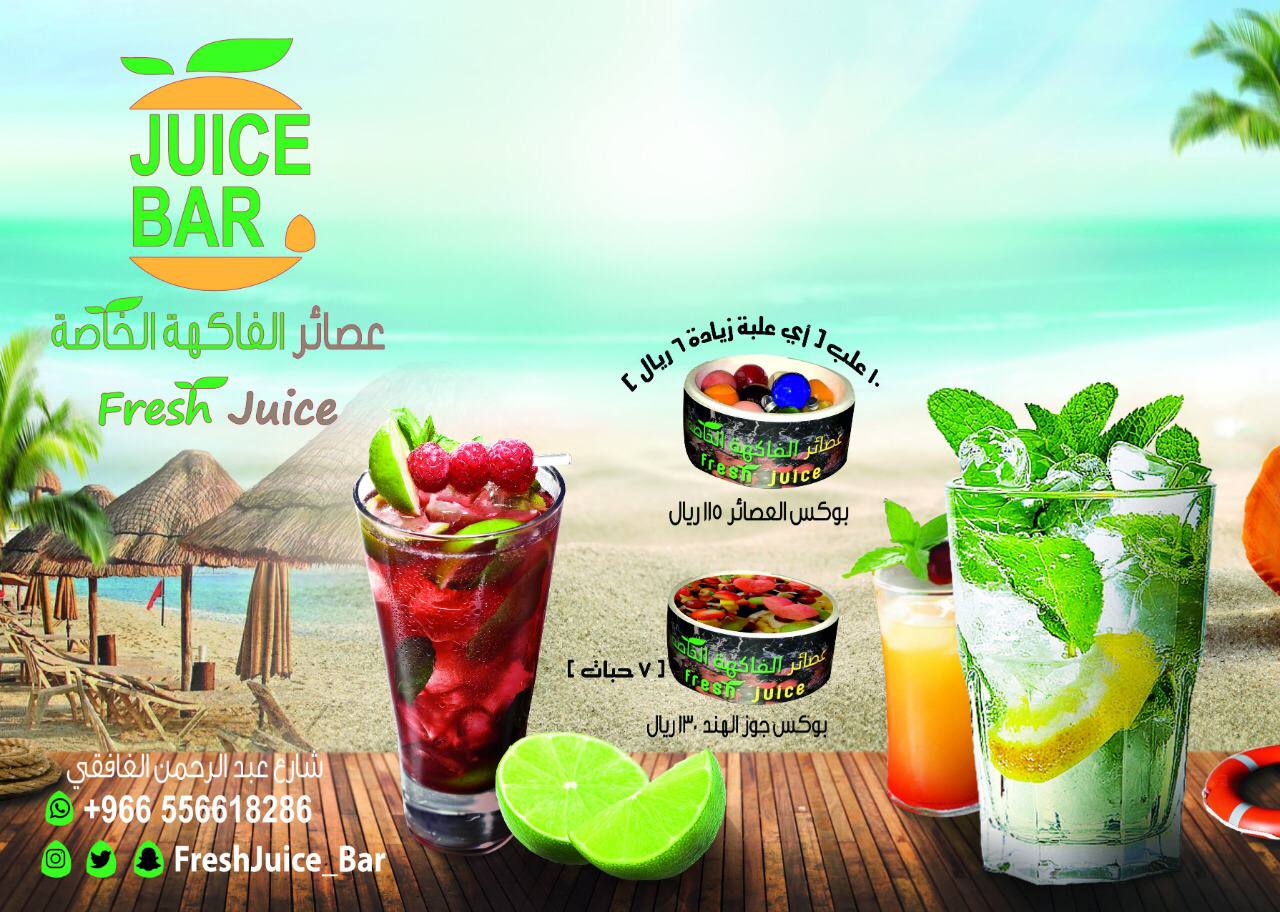 JUICE
BAR
عصائر الفاكهة الخاصة
Fresh Juice
١٠ علب [ أي علبة زيادة ٦ ريال ]
عصائر الفاكهة الخاصة
fresh juice
بوكس العصائر ١١٥ ريال
عصائر الفاكهة الخاصة
fresh juice
[ ٧ حبات ]
بوكس جوز الهند ١٣٠ ريال
شارع عبد الرحمن الغافقي
+966 556618286
FreshJuice_Bar